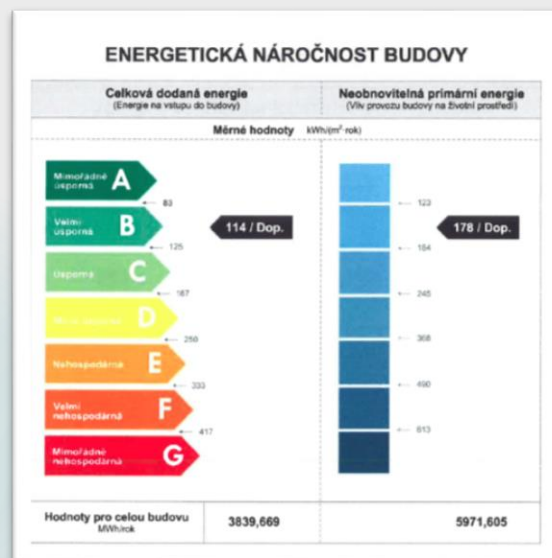 ENERGETICKÁ NÁROČNOST BUDOVY
Celková dodaná energie
(Energie na vstupu do budovy)
Neobnovitelná primární energie
(Vliv provozu budovy na životní prostředí)
Měrné hodnoty kWh/(m² rok)
Mimořádně úsporná A
83
Velmi úsporná B
114 / Dop.
125
Úsporná C
167
D
250
Nehospodárná E
333
Velmi nehospodárná F
417
Mimořádně nehospodárná G
123
178 / Dop.
184
245
368
490
613
Hodnoty pro celou budovu
MWh/rok
3839,669
5971,605